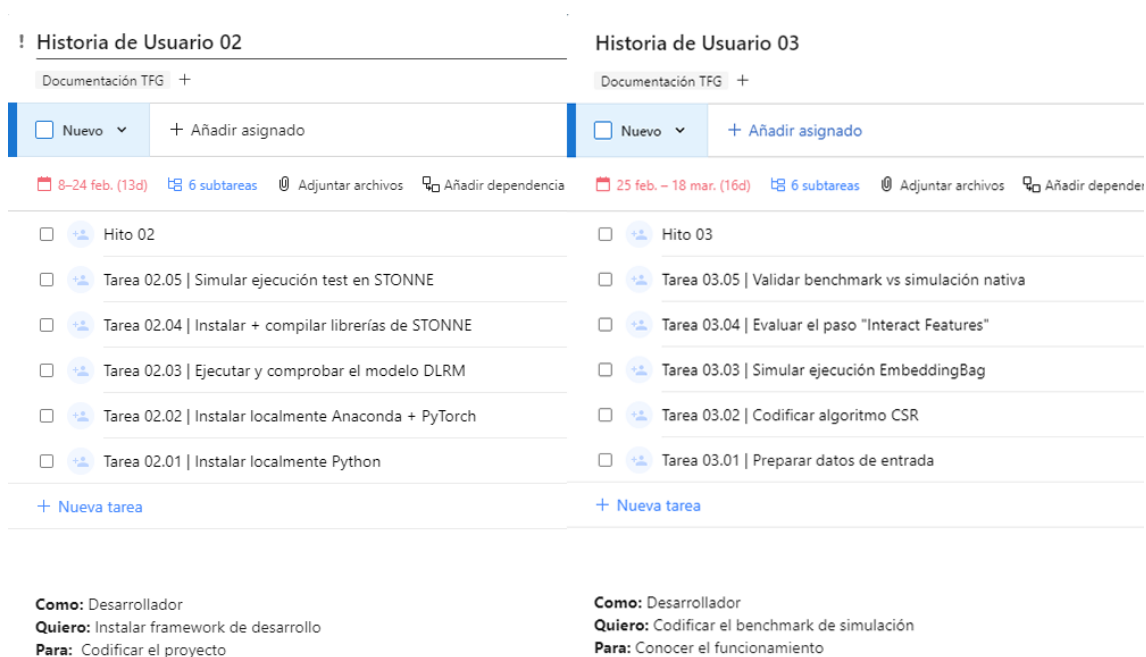 ! Historia de Usuario 02
Documentación TFG +
Nuevo
+ Añadir asignado
8–24 feb. (13d) 6 subtareas Adjuntar archivos Añadir dependencia
Hito 02
Tarea 02.05 | Simular ejecución test en STONNE
Tarea 02.04 | Instalar + compilar librerías de STONNE
Tarea 02.03 | Ejecutar y comprobar el modelo DLRM
Tarea 02.02 | Instalar localmente Anaconda + PyTorch
Tarea 02.01 | Instalar localmente Python
+ Nueva tarea
Como: Desarrollador
Quiero: Instalar framework de desarrollo
Para: Codificar el proyecto
Historia de Usuario 03
Documentación TFG +
Nuevo
+ Añadir asignado
25 feb. – 18 mar. (16d) 6 subtareas Adjuntar archivos Añadir depender
Hito 03
Tarea 03.05 | Validar benchmark vs simulación nativa
Tarea 03.04 | Evaluar el paso "Interact Features"
Tarea 03.03 | Simular ejecución EmbeddingBag
Tarea 03.02 | Codificar algoritmo CSR
Tarea 03.01 | Preparar datos de entrada
+ Nueva tarea
Como: Desarrollador
Quiero: Codificar el benchmark de simulación
Para: Conocer el funcionamiento